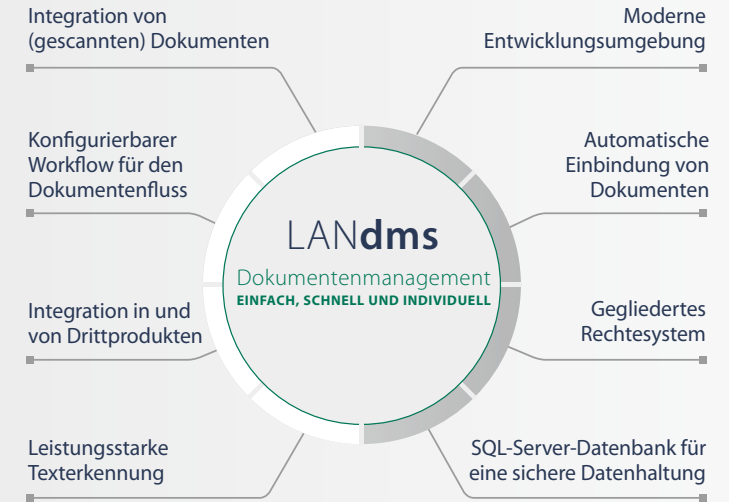 Integration von
(gescannten) Dokumenten
Moderne
Entwicklungsumgebung
Konfigurierbarer
Workflow für den
Dokumentenfluss
Automatische
Einbindung von
Dokumenten
LANdms
Dokumentenmanagement
EINFACH, SCHNELL UND INDIVIDUELL
Integration in und
von Drittprodukten
Gegliedertes
Rechtesystem
Leistungsstarke
Texterkennung
SQL-Server-Datenbank für
eine sichere Datenhaltung